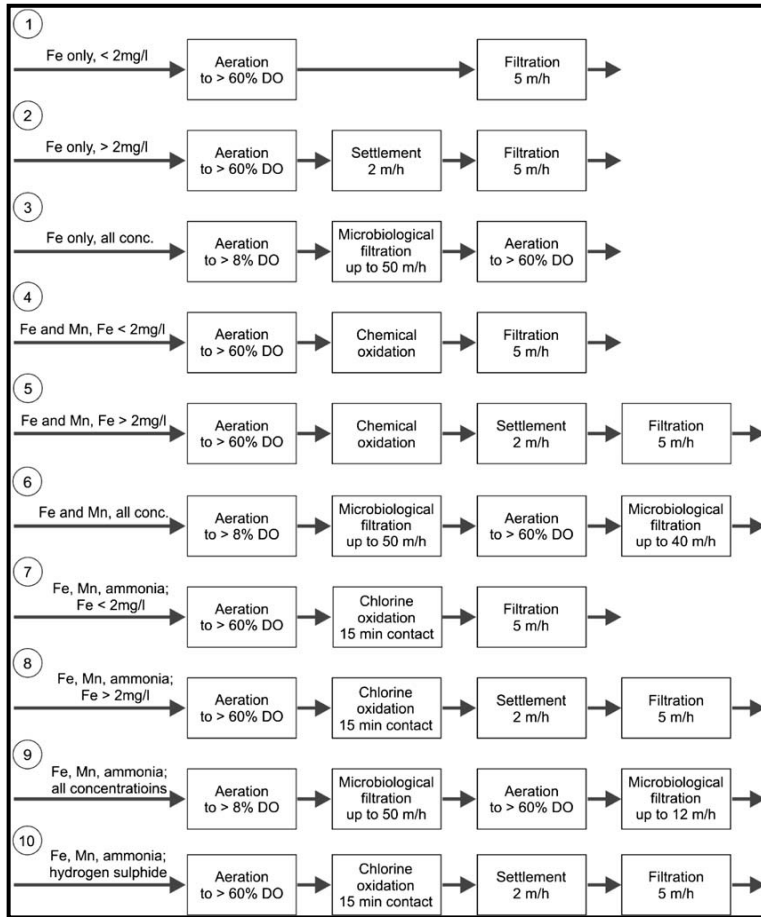 1
Fe only, < 2mg/l
Aeration
to > 60% DO
Filtration
5 m/h
2
Fe only, > 2mg/l
Aeration
to > 60% DO
Settlement
2 m/h
Filtration
5 m/h
3
Fe only, all conc.
Aeration
to > 8% DO
Microbiological
filtration
up to 50 m/h
Aeration
to > 60% DO
4
Fe and Mn, Fe < 2mg/l
Aeration
to > 60% DO
Chemical
oxidation
Filtration
5 m/h
5
Fe and Mn, Fe > 2mg/l
Aeration
to > 60% DO
Chemical
oxidation
Settlement
2 m/h
Filtration
5 m/h
6
Fe and Mn, all conc.
Aeration
to > 8% DO
Microbiological
filtration
up to 50 m/h
Aeration
to > 60% DO
Microbiological
filtration
up to 40 m/h
7
Fe, Mn, ammonia;
Fe < 2mg/l
Aeration
to > 60% DO
Chlorine
oxidation
15 min contact
Filtration
5 m/h
8
Fe, Mn, ammonia;
Fe > 2mg/l
Aeration
to > 60% DO
Chlorine
oxidation
15 min contact
Settlement
2 m/h
Filtration
5 m/h
9
Fe, Mn, ammonia;
all concentratioins
Aeration
to > 8% DO
Microbiological
filtration
up to 50 m/h
Aeration
to > 60% DO
Microbiological
filtration
up to 12 m/h
10
Fe, Mn, ammonia;
hydrogen sulphide
Aeration
to > 60% DO
Chlorine
oxidation
15 min contact
Settlement
2 m/h
Filtration
5 m/h